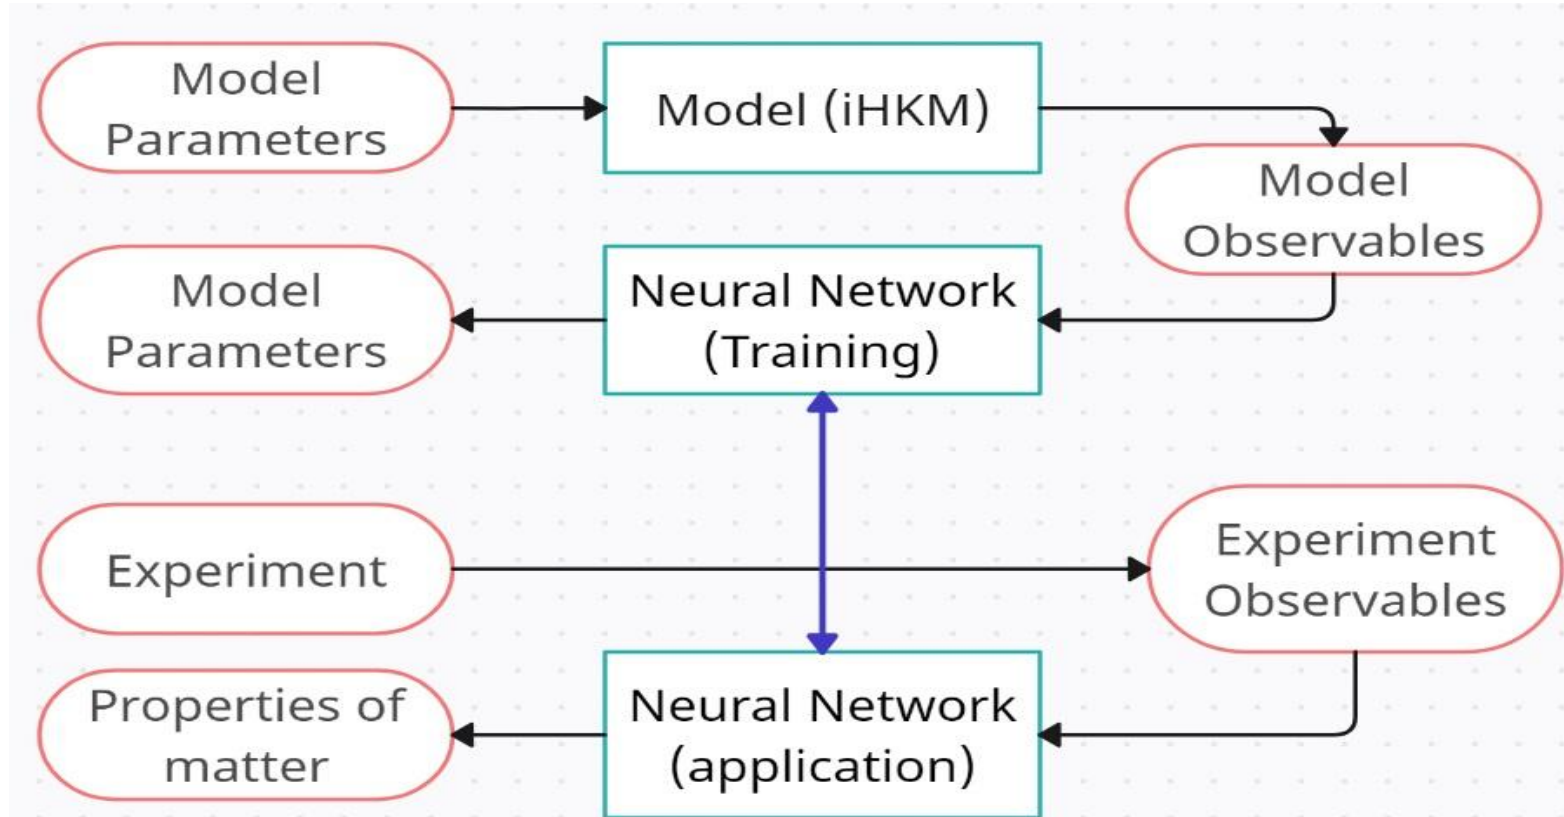 Model
Parameters
Model (iHKM)
Model
Observables
Model
Parameters
Neural Network
(Training)
Experiment
Experiment
Observables
Properties of
matter
Neural Network
(application)